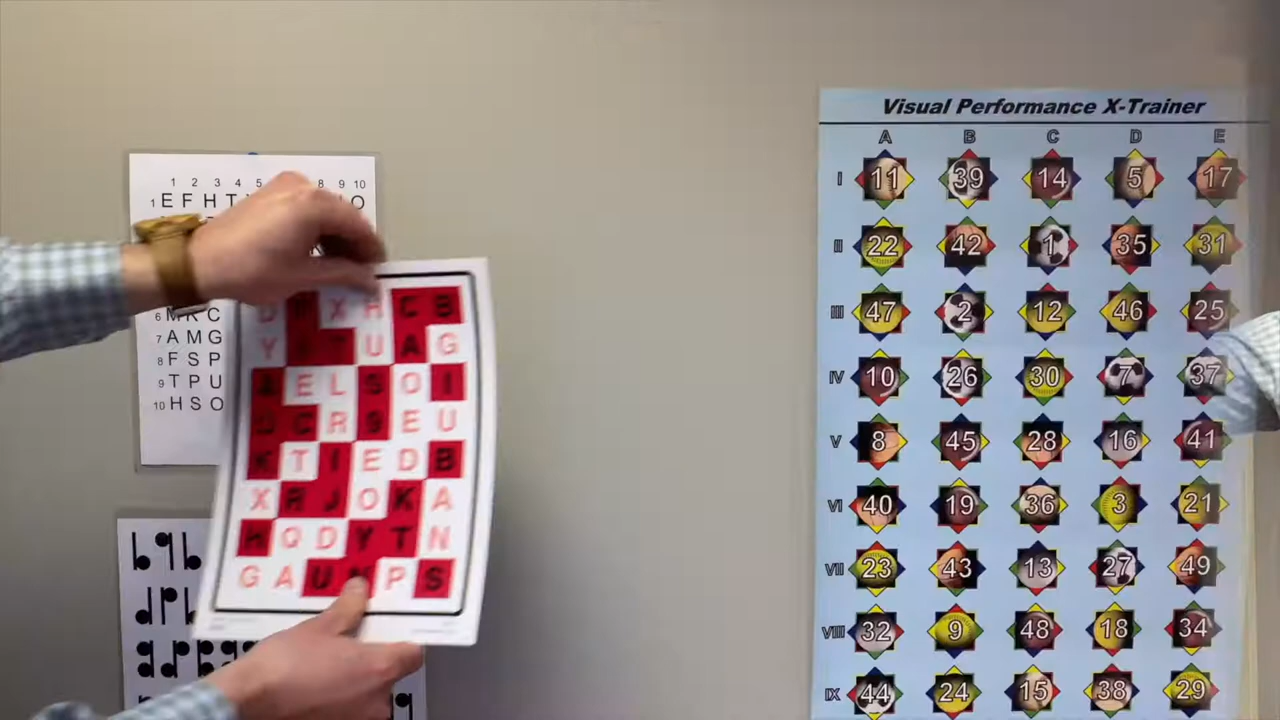 1 2 3 4 5 8 9 10
1 E F H T
6 M R C
7 A M G
8 F S P
9 T P U
10 H S O
X H C B
Y U A G
E L S O I
C R S E U
K T I E D B
X R J O K A
H Q D Y T N
G A U N P S
Visual Performance X-Trainer
A B C D E
I 11 39 14 5 17
II 22 42 1 35 31
III 47 2 12 46 25
IV 10 26 30 7 37
V 8 45 28 16 41
VI 40 19 36 3 21
VII 23 43 13 27 49
VIII 32 9 48 18 34
IX 44 24 15 38 29